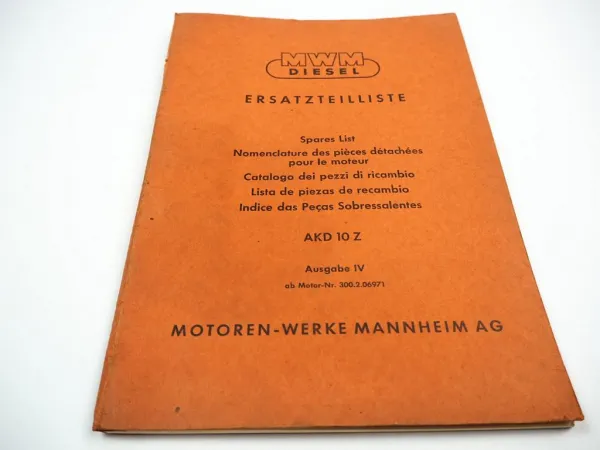 MWM
DIESEL
ERSATZTEILLISTE
Spares List
Nomenclature des pièces détachées
pour le moteur
Catalogo dei pezzi di ricambio
Lista de piezas de recambio
Indice das Peças Sobressalentes
AKD 10 Z
Ausgabe IV
ab Motor-Nr. 300.2.06971
MOTOREN-WERKE MANNHEIM AG